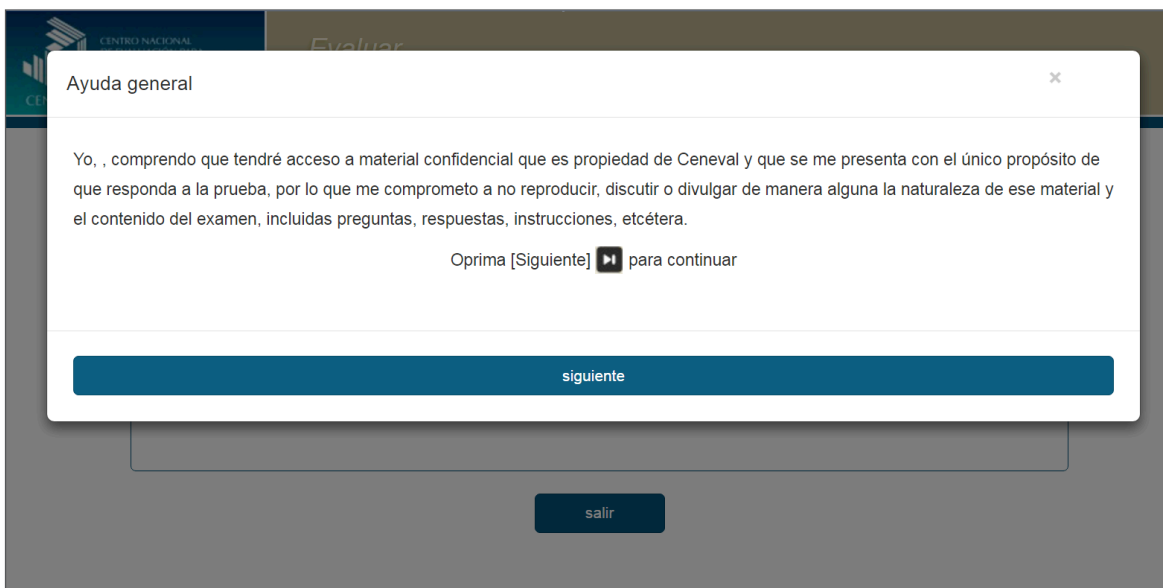 CENTRO NACIONAL
Evaluar
Ayuda general
×
CE
Yo, , comprendo que tendré acceso a material confidencial que es propiedad de Ceneval y que se me presenta con el único propósito de
que responda a la prueba, por lo que me comprometo a no reproducir, discutir o divulgar de manera alguna la naturaleza de ese material y
el contenido del examen, incluidas preguntas, respuestas, instrucciones, etcétera.
Oprima [Siguiente] para continuar
siguiente
salir